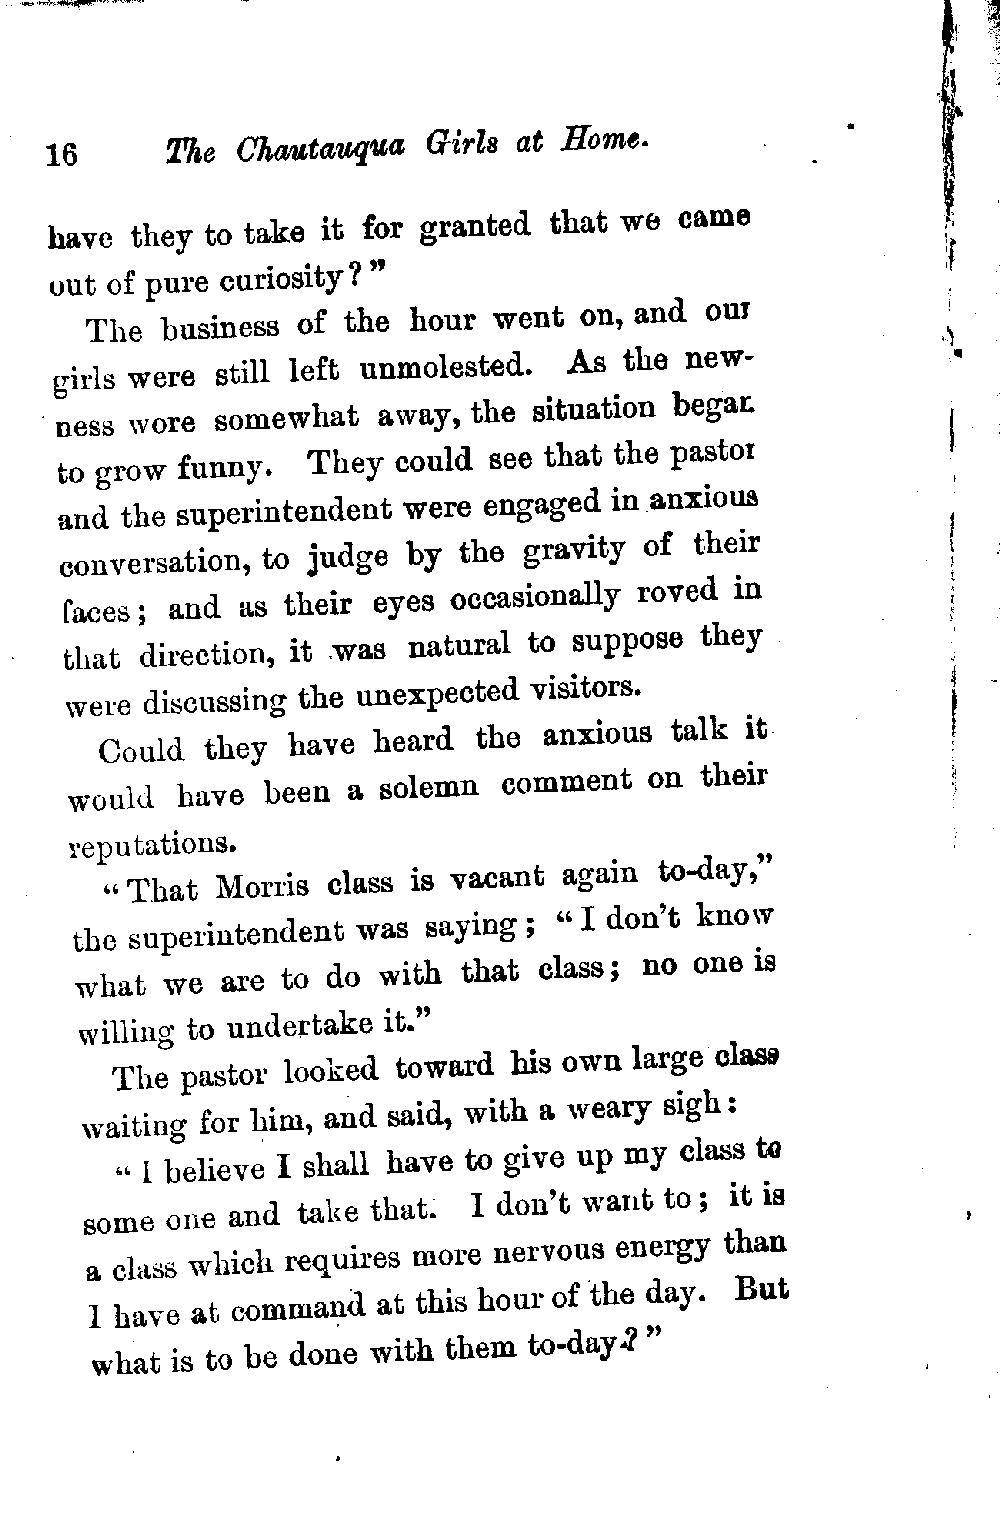 16 The Chautauqua Girls at Home.
have they to take it for granted that we came
out of pure curiosity?”
The business of the hour went on, and our
girls were still left unmolested. As the new-
ness wore somewhat away, the situation began
to grow funny. They could see that the pastor
and the superintendent were engaged in anxious
conversation, to judge by the gravity of their
faces; and as their eyes occasionally roved in
that direction, it was natural to suppose they
were discussing the unexpected visitors.
Could they have heard the anxious talk it
would have been a solemn comment on their
reputations.
“That Morris class is vacant again to-day,”
the superintendent was saying; “I don’t know
what we are to do with that class; no one is
willing to undertake it.”
The pastor looked toward his own large class
waiting for him, and said, with a weary sigh:
“I believe I shall have to give up my class to
some one and take that. I don’t want to; it is
a class which requires more nervous energy than
I have at command at this hour of the day. But
what is to be done with them to-day?”